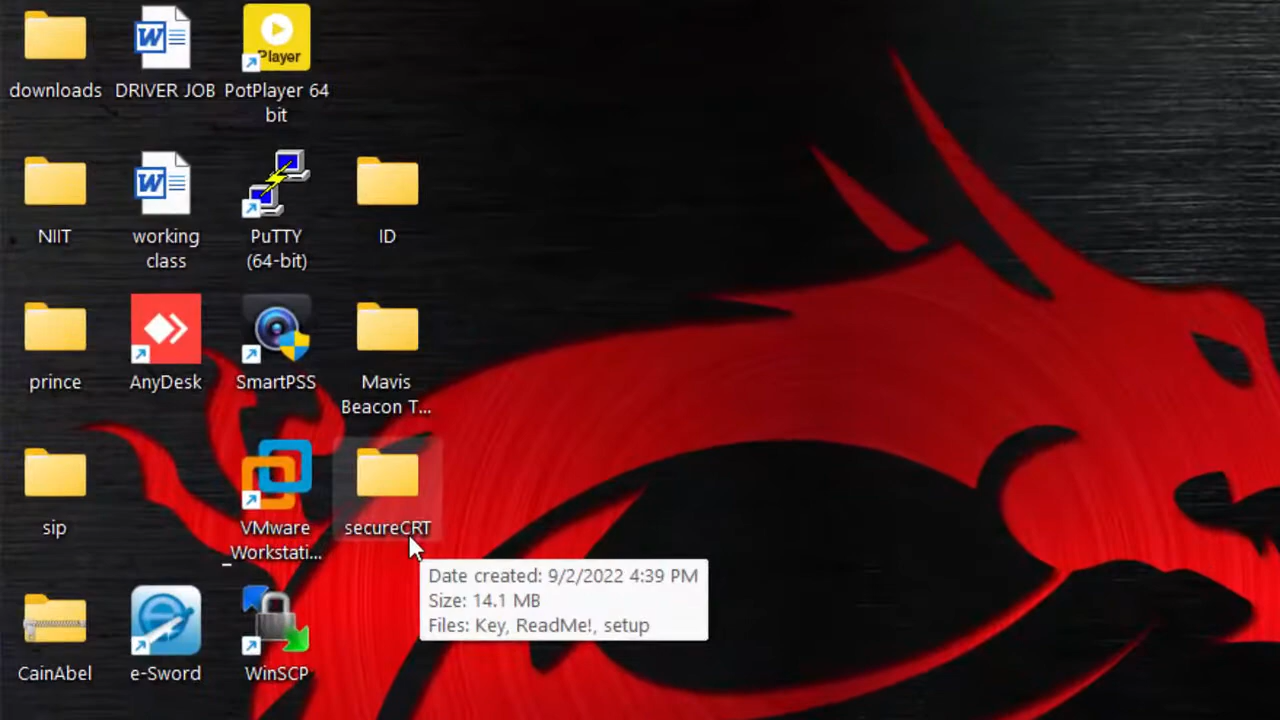 downloads
DRIVER JOB
Player
PotPlayer 64
bit
NIIT
working
class
PuTTY
(64-bit)
ID
prince
AnyDesk
SmartPSS
Mavis
Beacon T...
sip
VMware
Workstati...
secureCRT
Date created: 9/2/2022 4:39 PM
Size: 14.1 MB
Files: Key, ReadMe!, setup
CainAbel
e-Sword
WinSCP